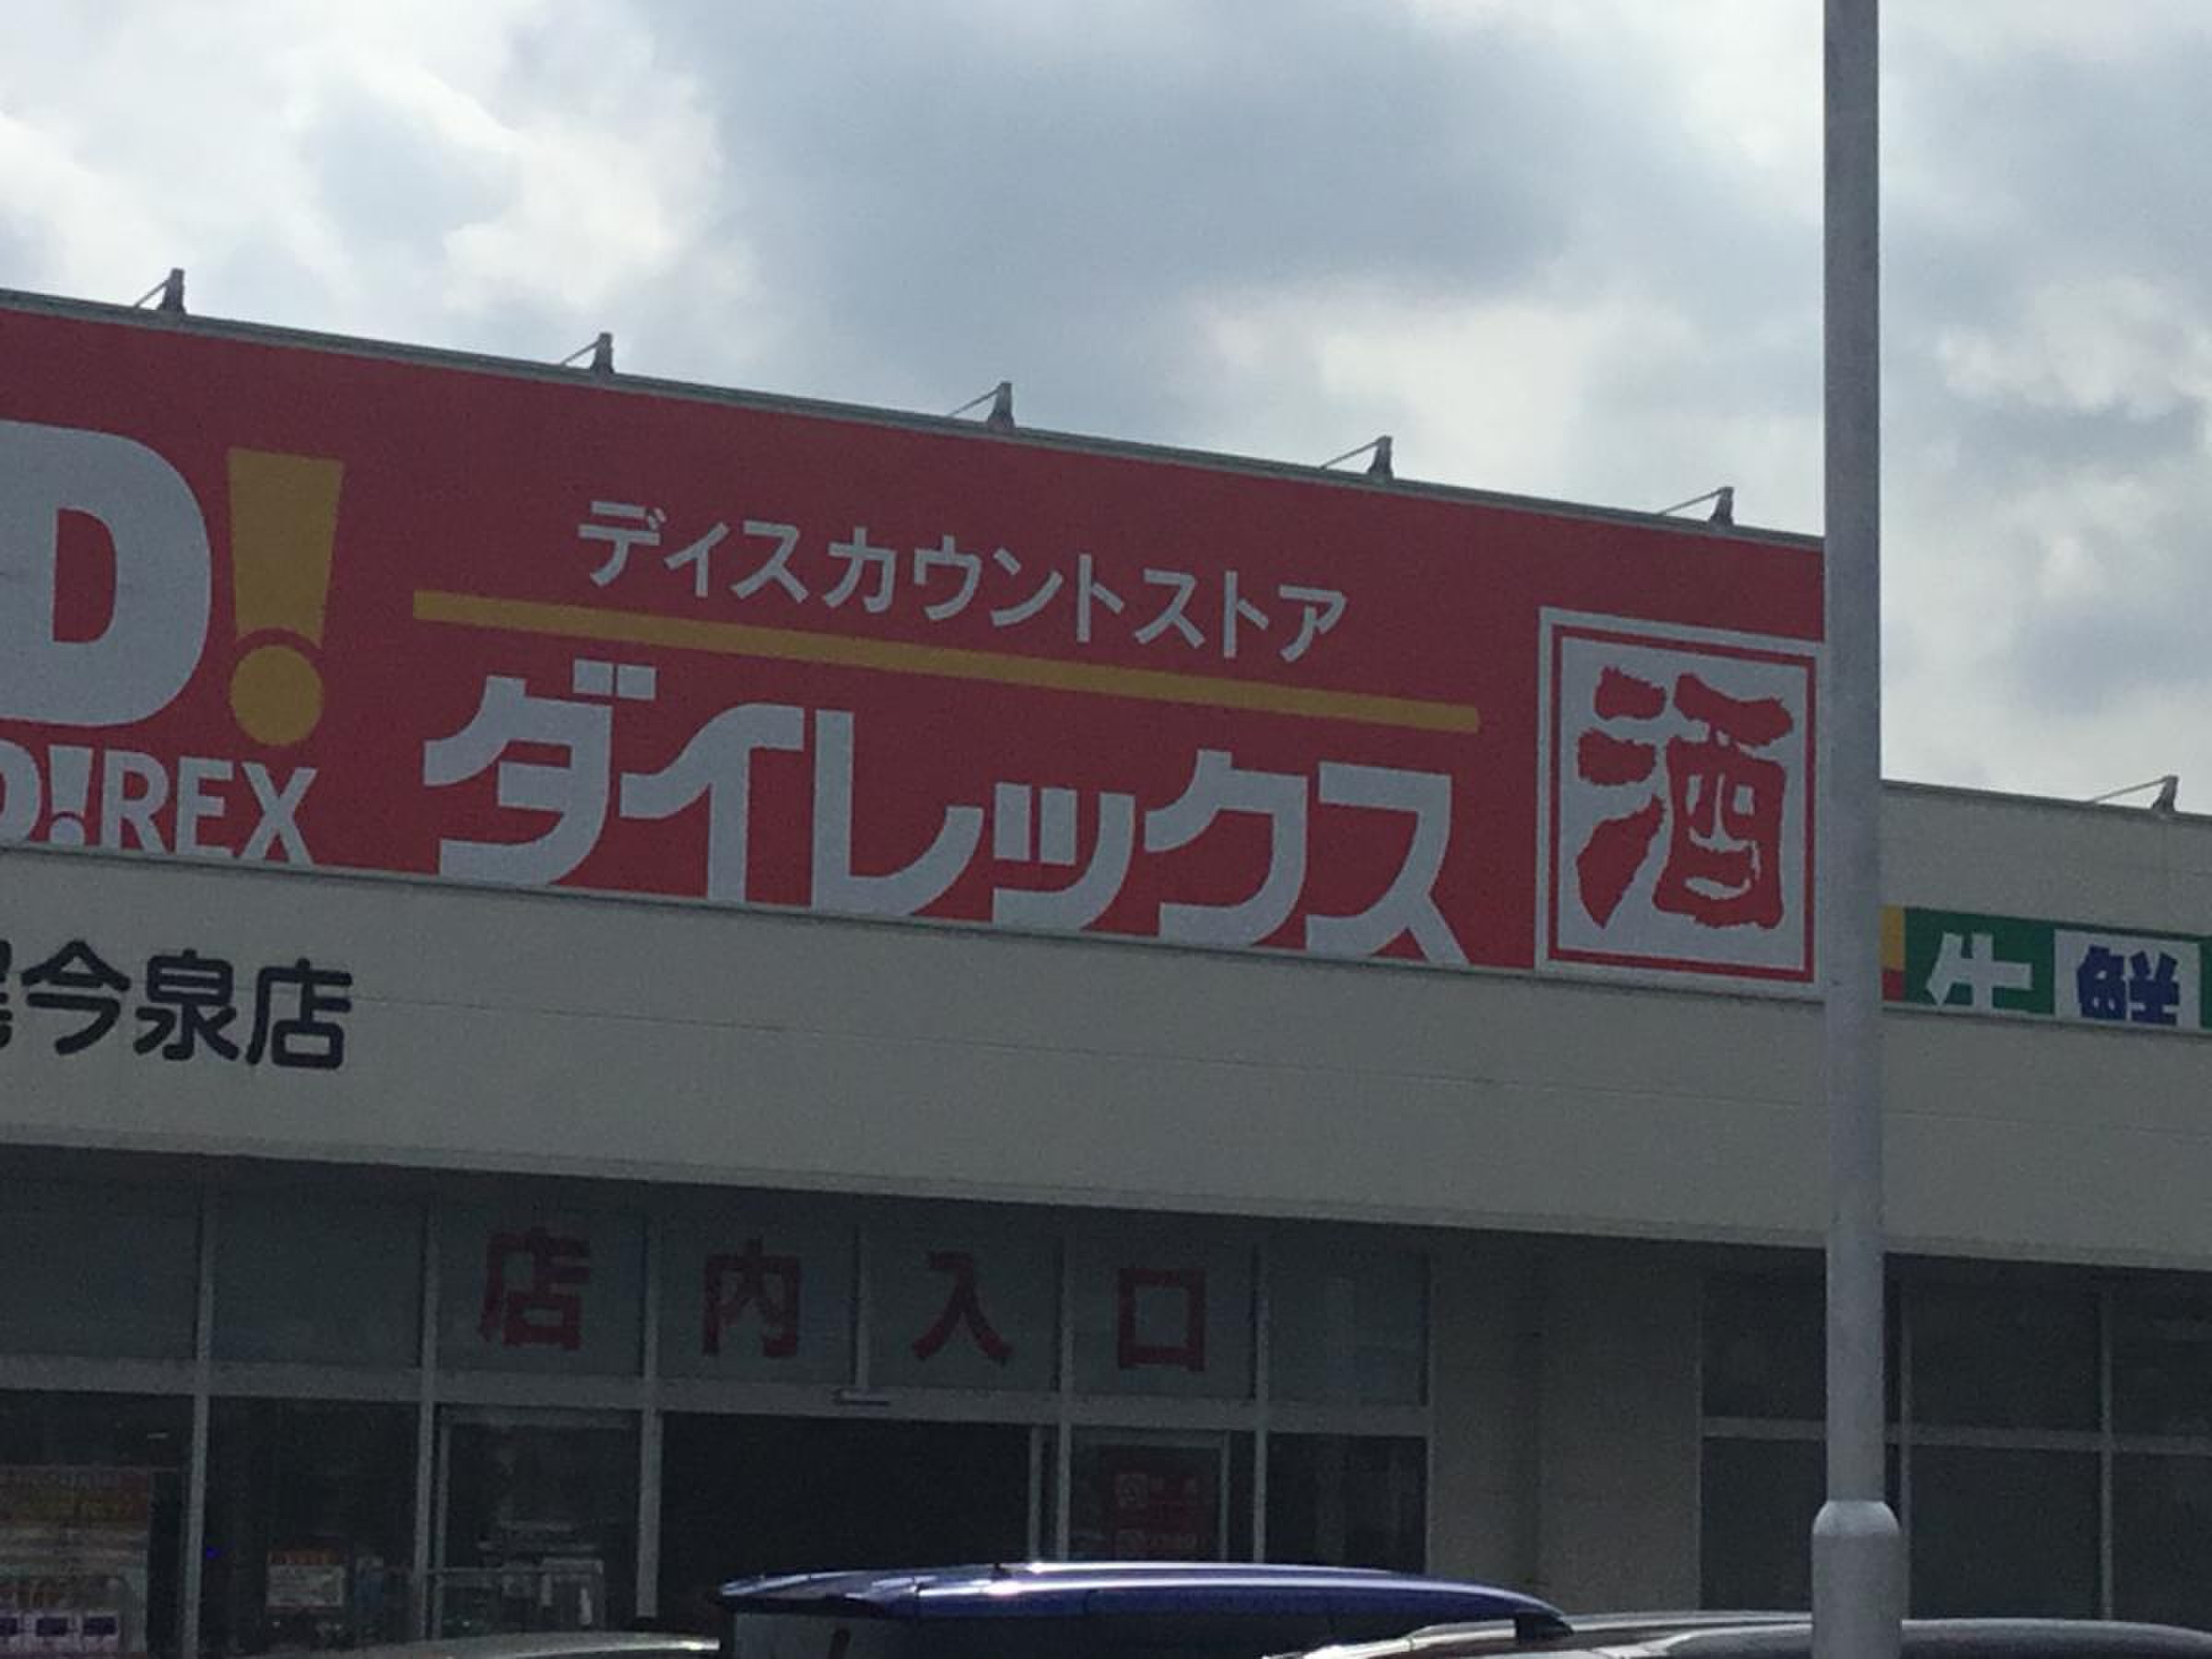 D!
D!REX
ディスカウントストア
ダイレックス
酒
生鮮
今泉店
店内入口